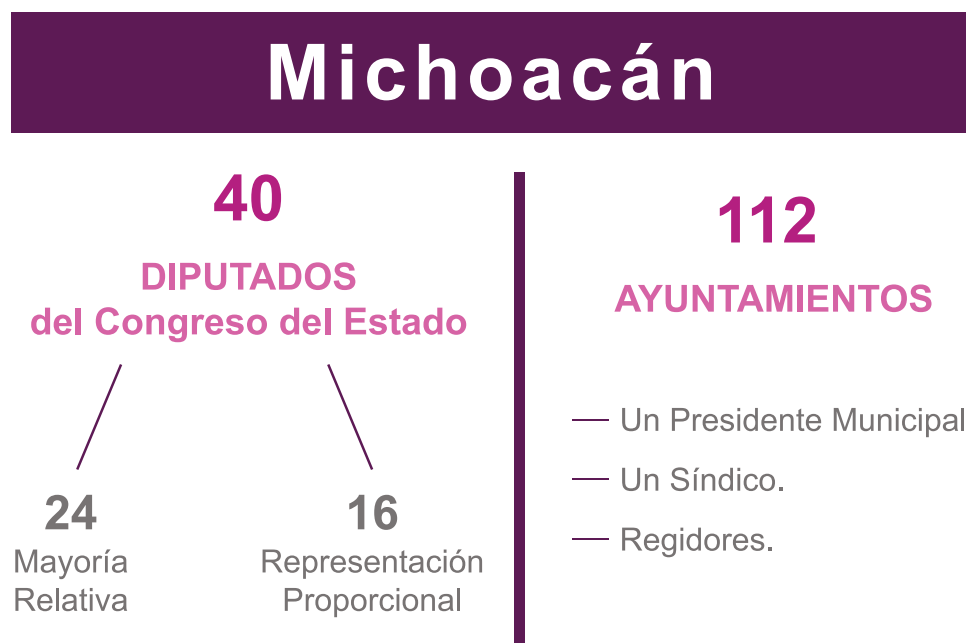 Michoacán
40
DIPUTADOS
del Congreso del Estado
24
Mayoría
Relativa
16
Representación
Proporcional
112
AYUNTAMIENTOS
Un Presidente Municipal
Un Síndico.
Regidores.